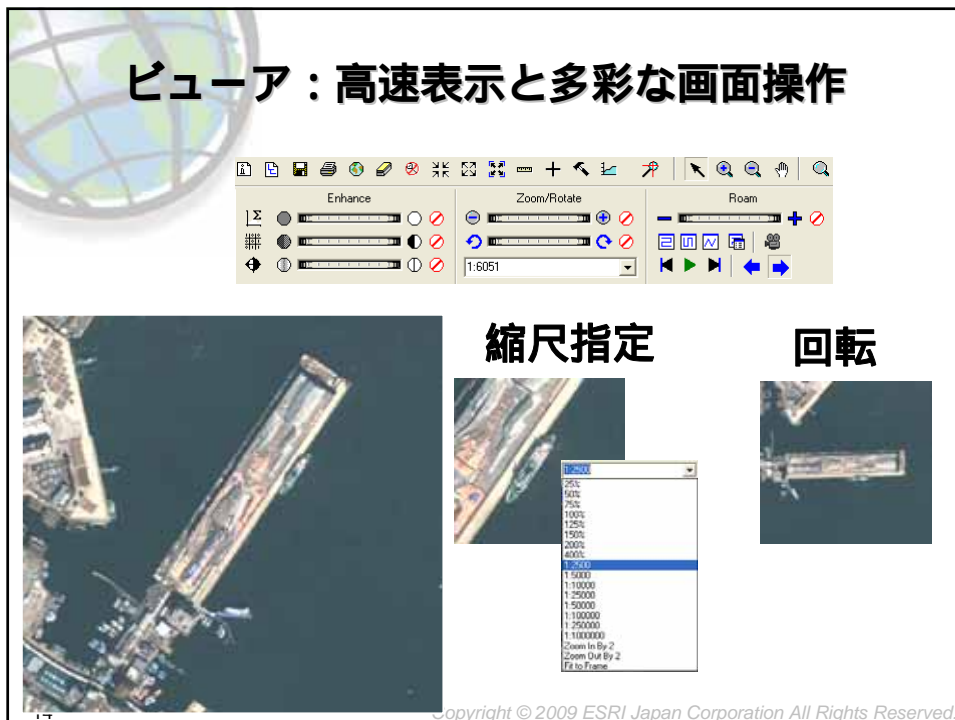 ビューア：高速表示と多彩な画面操作
Enhance
Zoom/Rotate
Roam
1:6051
縮尺指定
回転
1:2500
25%
50%
75%
100%
125%
150%
200%
400%
1:2500
1:5000
1:10000
1:25000
1:50000
1:100000
1:250000
1:1000000
Zoom In By 2
Zoom Out By 2
Fit to Frame
Copyright © 2009 ESRI Japan Corporation All Rights Reserved.